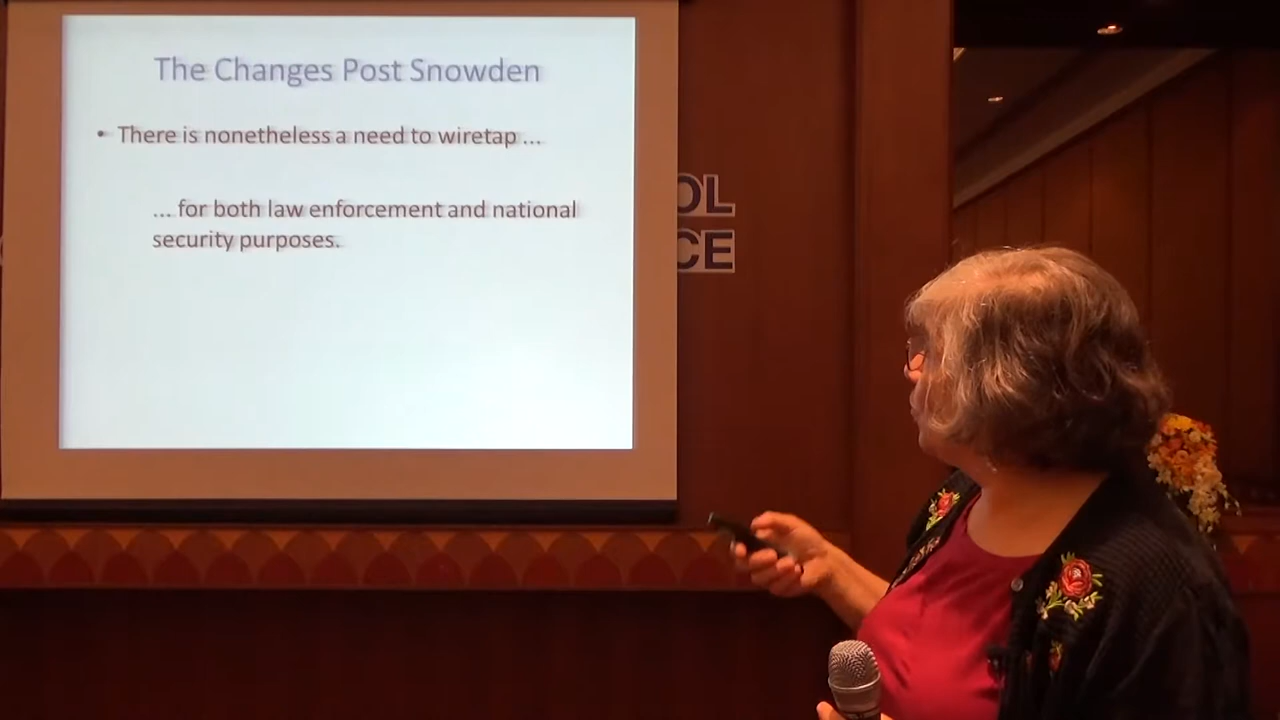 The Changes Post Snowden
• There is nonetheless a need to wiretap ...
... for both law enforcement and national
security purposes.
OL
CE